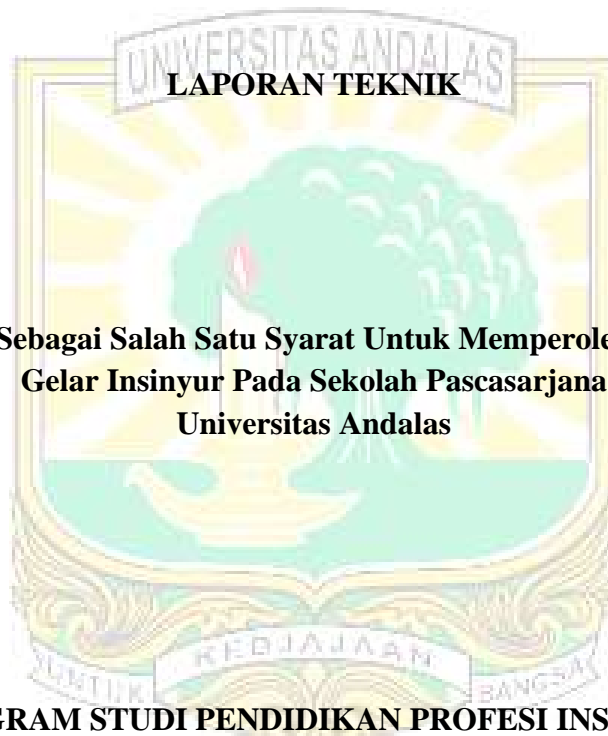 UNIVERSITAS ANDALAS
LAPORAN TEKNIK
Sebagai Salah Satu Syarat Untuk Memperole
Gelar Insinyur Pada Sekolah Pascasarjana
Universitas Andalas
KEDJAJAAN
UNTUK BANGSA
GRAM STUDI PENDIDIKAN PROFESI INS